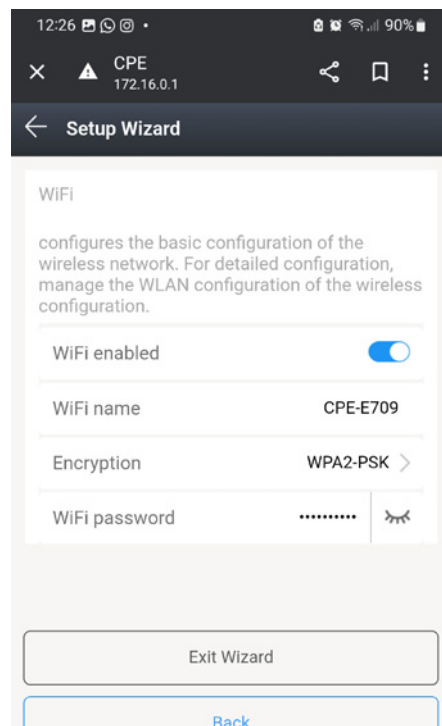 12:26
90%
CPE
172.16.0.1
Setup Wizard
WiFi
configures the basic configuration of the
wireless network. For detailed configuration,
manage the WLAN configuration of the wireless
configuration.
WiFi enabled
WiFi name CPE-E709
Encryption WPA2-PSK
WiFi password ••••••••••
Exit Wizard
Back